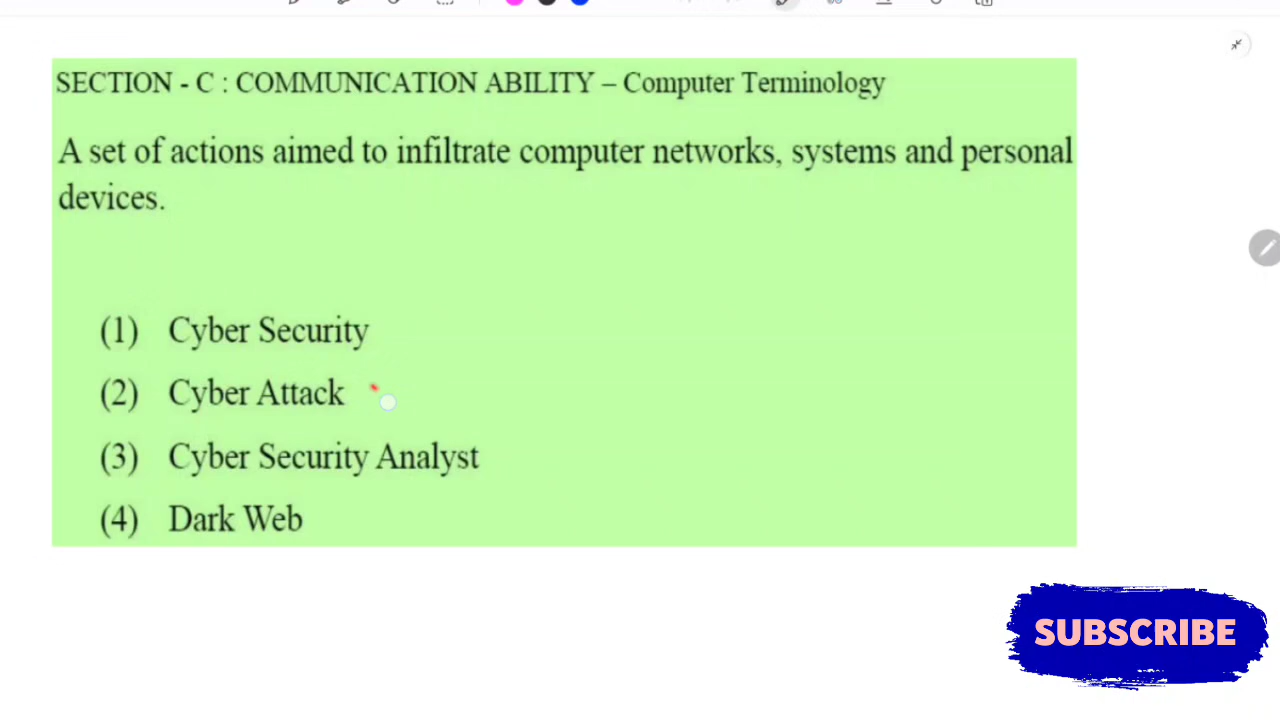 SECTION - C : COMMUNICATION ABILITY – Computer Terminology
A set of actions aimed to infiltrate computer networks, systems and personal
devices.
(1) Cyber Security
(2) Cyber Attack
(3) Cyber Security Analyst
(4) Dark Web
SUBSCRIBE